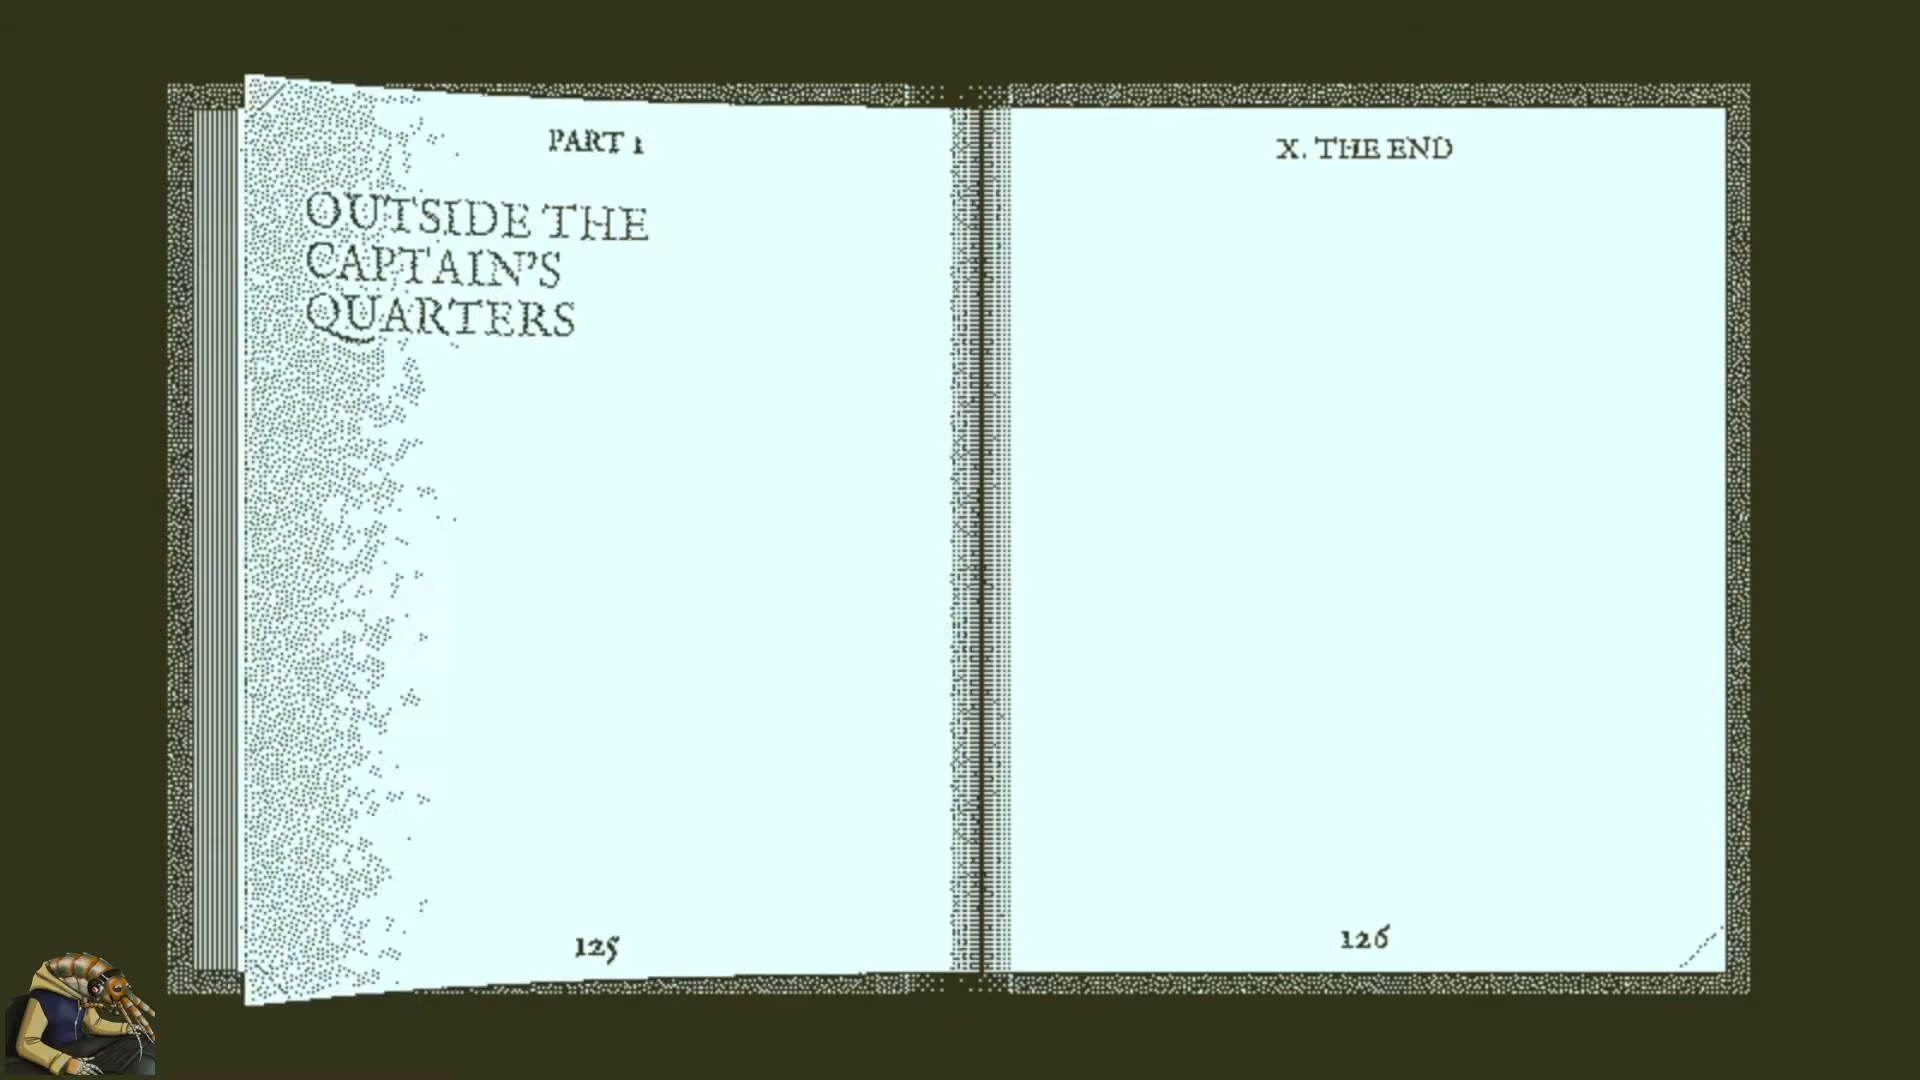 PART 1
OUTSIDE THE
CAPTAIN'S
QUARTERS
125
X. THE END
126